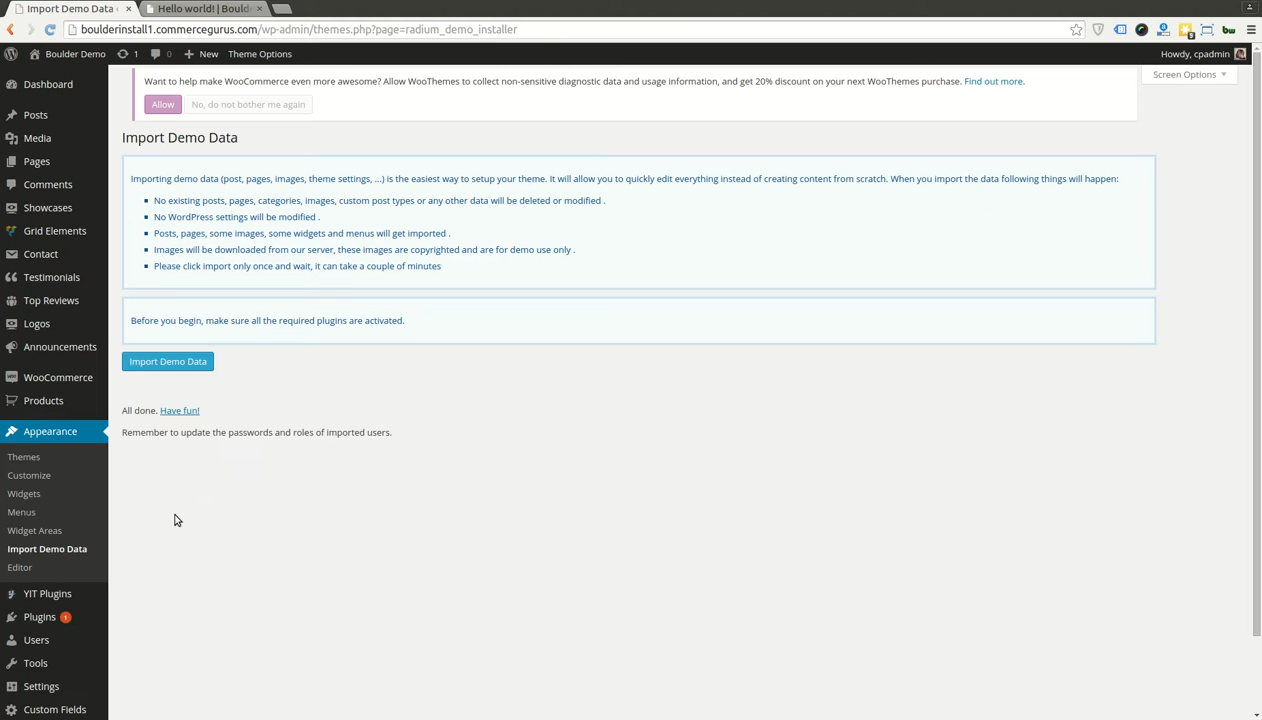 Import Demo Data ‹
Hello world! | Bould
boulderinstall1.commercegurus.com/wp-admin/themes.php?page=radium_demo_installer
Boulder Demo 1 0 New Theme Options
Howdy, cpadmin
Dashboard
Posts
Media
Pages
Comments
Showcases
Grid Elements
Contact
Testimonials
Top Reviews
Logos
Announcements
WooCommerce
Products
Appearance
Themes
Customize
Widgets
Menus
Widget Areas
Import Demo Data
Editor
YIT Plugins
Plugins 1
Users
Tools
Settings
Custom Fields
Screen Options
Want to help make WooCommerce even more awesome? Allow WooThemes to collect non-sensitive diagnostic data and usage information, and get 20% discount on your next WooThemes purchase. Find out more.
Allow No, do not bother me again
Import Demo Data
Importing demo data (post, pages, images, theme settings, ...) is the easiest way to setup your theme. It will allow you to quickly edit everything instead of creating content from scratch. When you import the data following things will happen:
No existing posts, pages, categories, images, custom post types or any other data will be deleted or modified .
No WordPress settings will be modified .
Posts, pages, some images, some widgets and menus will get imported .
Images will be downloaded from our server, these images are copyrighted and are for demo use only .
Please click import only once and wait, it can take a couple of minutes
Before you begin, make sure all the required plugins are activated.
Import Demo Data
All done. Have fun!
Remember to update the passwords and roles of imported users.